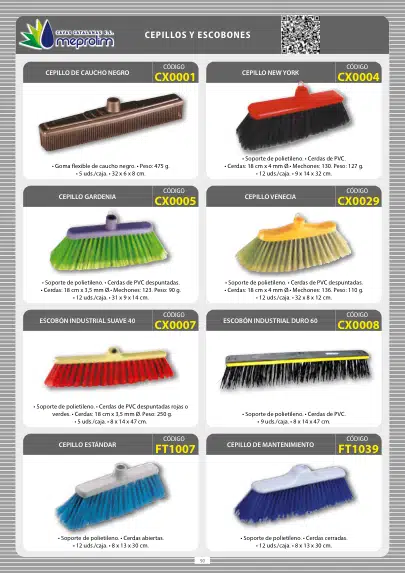 ZAYAS CATALANAS S.L.
meprolim
CEPILLOS Y ESCOBONES
CEPILLO DE CAUCHO NEGRO
CÓDIGO
CX0001
• Goma flexible de caucho negro. • Peso: 475 g.
• 5 uds./caja. • 32 x 6 x 8 cm.
CEPILLO NEW YORK
CÓDIGO
CX0004
• Soporte de polietileno. • Cerdas de PVC.
• Cerdas: 18 cm x 4 mm Ø.• Mechones: 130. Peso: 127 g.
• 12 uds./caja. • 9 x 14 x 32 cm.
CEPILLO GARDENIA
CÓDIGO
CX0005
• Soporte de polietileno. • Cerdas de PVC despuntadas.
• Cerdas: 18 cm x 3,5 mm Ø.• Mechones: 123. Peso: 90 g.
• 12 uds./caja. • 31 x 9 x 14 cm.
CEPILLO VENECIA
CÓDIGO
CX0029
• Soporte de polietileno. • Cerdas de PVC despuntadas.
• Cerdas: 18 cm x 4 mm Ø.• Mechones: 136. Peso: 110 g.
• 12 uds./caja. • 32 x 8 x 12 cm.
ESCOBÓN INDUSTRIAL SUAVE 40
CÓDIGO
CX0007
• Soporte de polietileno. • Cerdas de PVC despuntadas rojas o
verdes. • Cerdas: 18 cm x 3,5 mm Ø. Peso: 250 g.
• 5 uds./caja. • 8 x 14 x 47 cm.
ESCOBÓN INDUSTRIAL DURO 60
CÓDIGO
CX0008
• Soporte de polietileno. • Cerdas de PVC.
• 9 uds./caja. • 8 x 14 x 47 cm.
CEPILLO ESTÁNDAR
CÓDIGO
FT1007
• Soporte de polietileno. • Cerdas abiertas.
• 12 uds./caja. • 8 x 13 x 30 cm.
CEPILLO DE MANTENIMIENTO
CÓDIGO
FT1039
• Soporte de polietileno. • Cerdas cerradas.
• 12 uds./caja. • 8 x 13 x 30 cm.